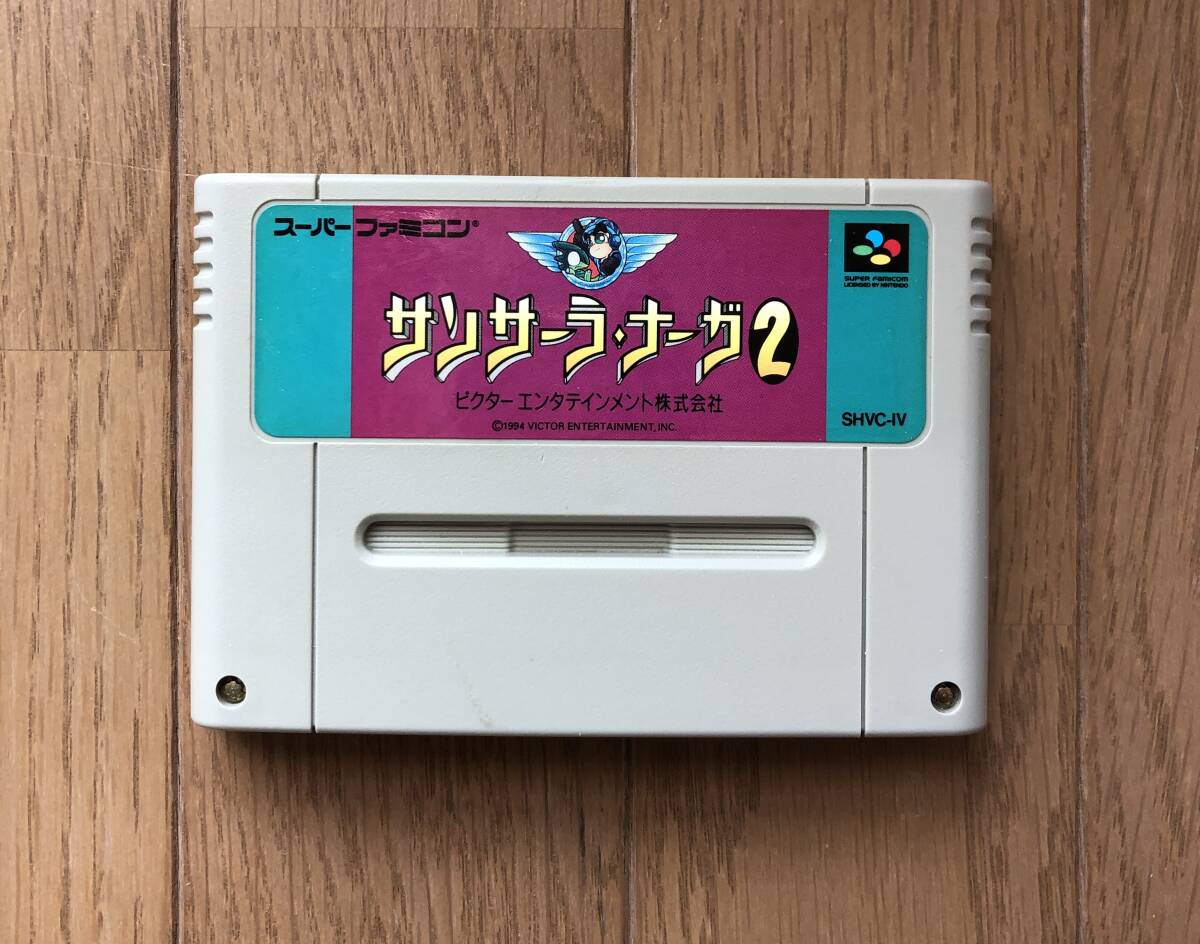 スーパーファミコン®
サンサーラ・ナーガ2
ビクターエンタテインメント株式会社
©1994 VICTOR ENTERTAINMENT, INC.
SUPER FAMICOM
LICENSED BY NINTENDO
SHVC-IV